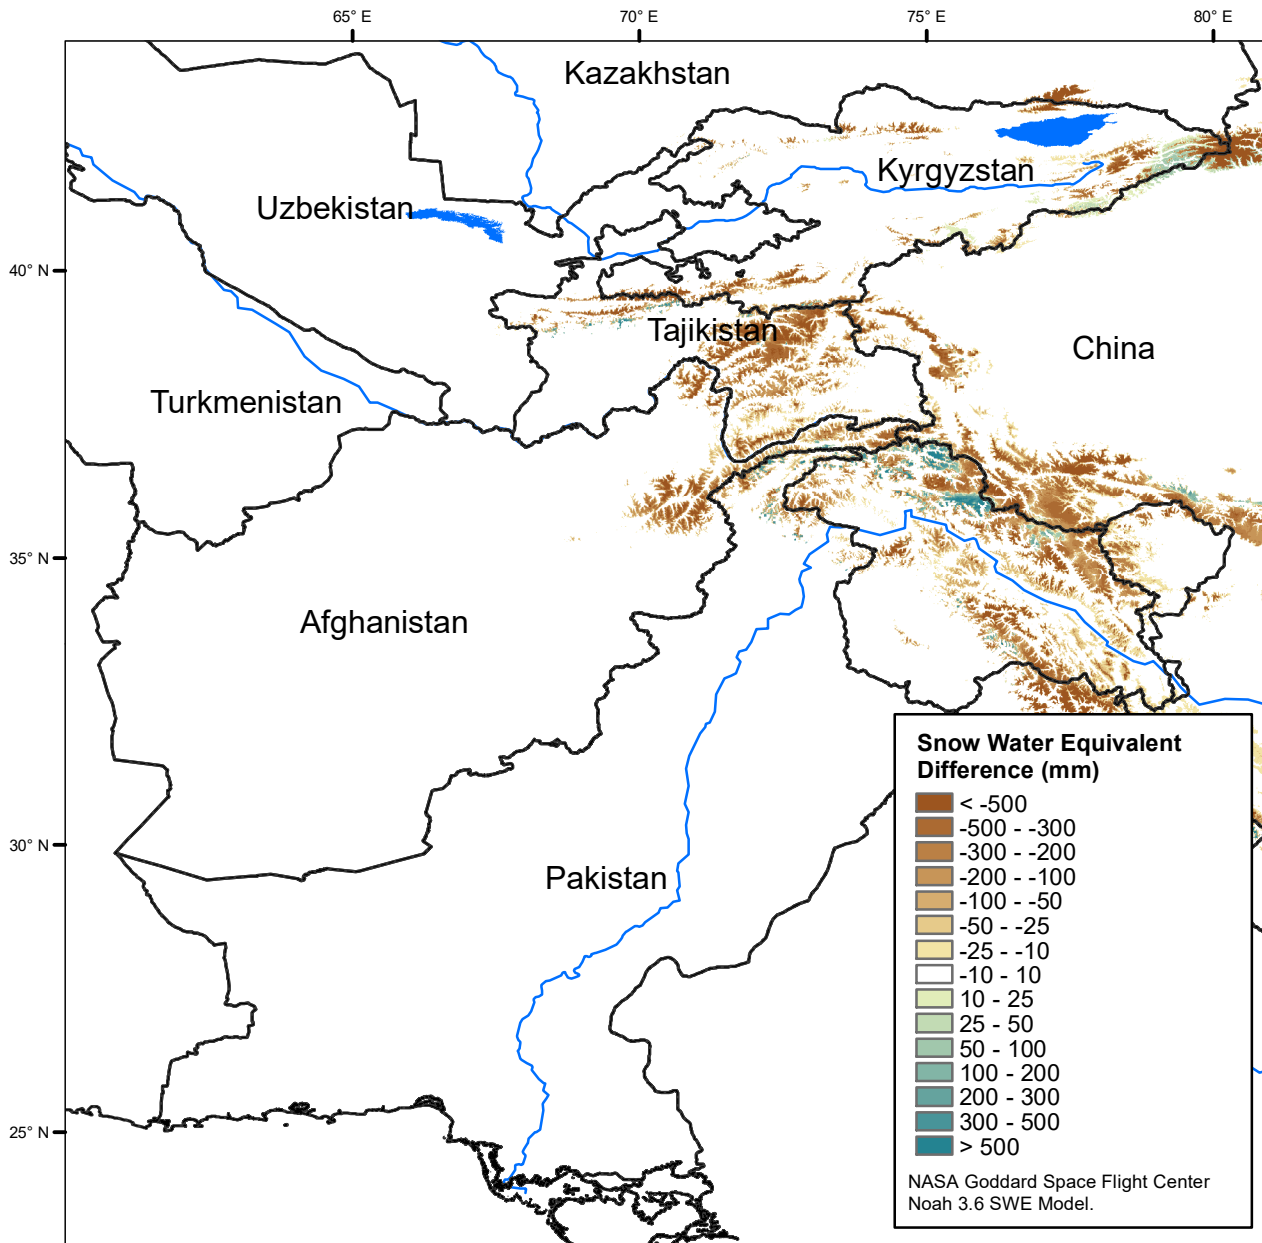 65° E
70° E
75° E
80° E
Kazakhstan
Kyrgyzstan
Uzbekistan
40° N
Tajikistan
China
Turkmenistan
35° N
Afghanistan
Snow Water Equivalent
Difference (mm)
< -500
-500 - -300
-300 - -200
-200 - -100
-100 - -50
-50 - -25
-25 - -10
-10 - 10
10 - 25
25 - 50
50 - 100
100 - 200
200 - 300
300 - 500
> 500
30° N
Pakistan
25° N
NASA Goddard Space Flight Center
Noah 3.6 SWE Model.